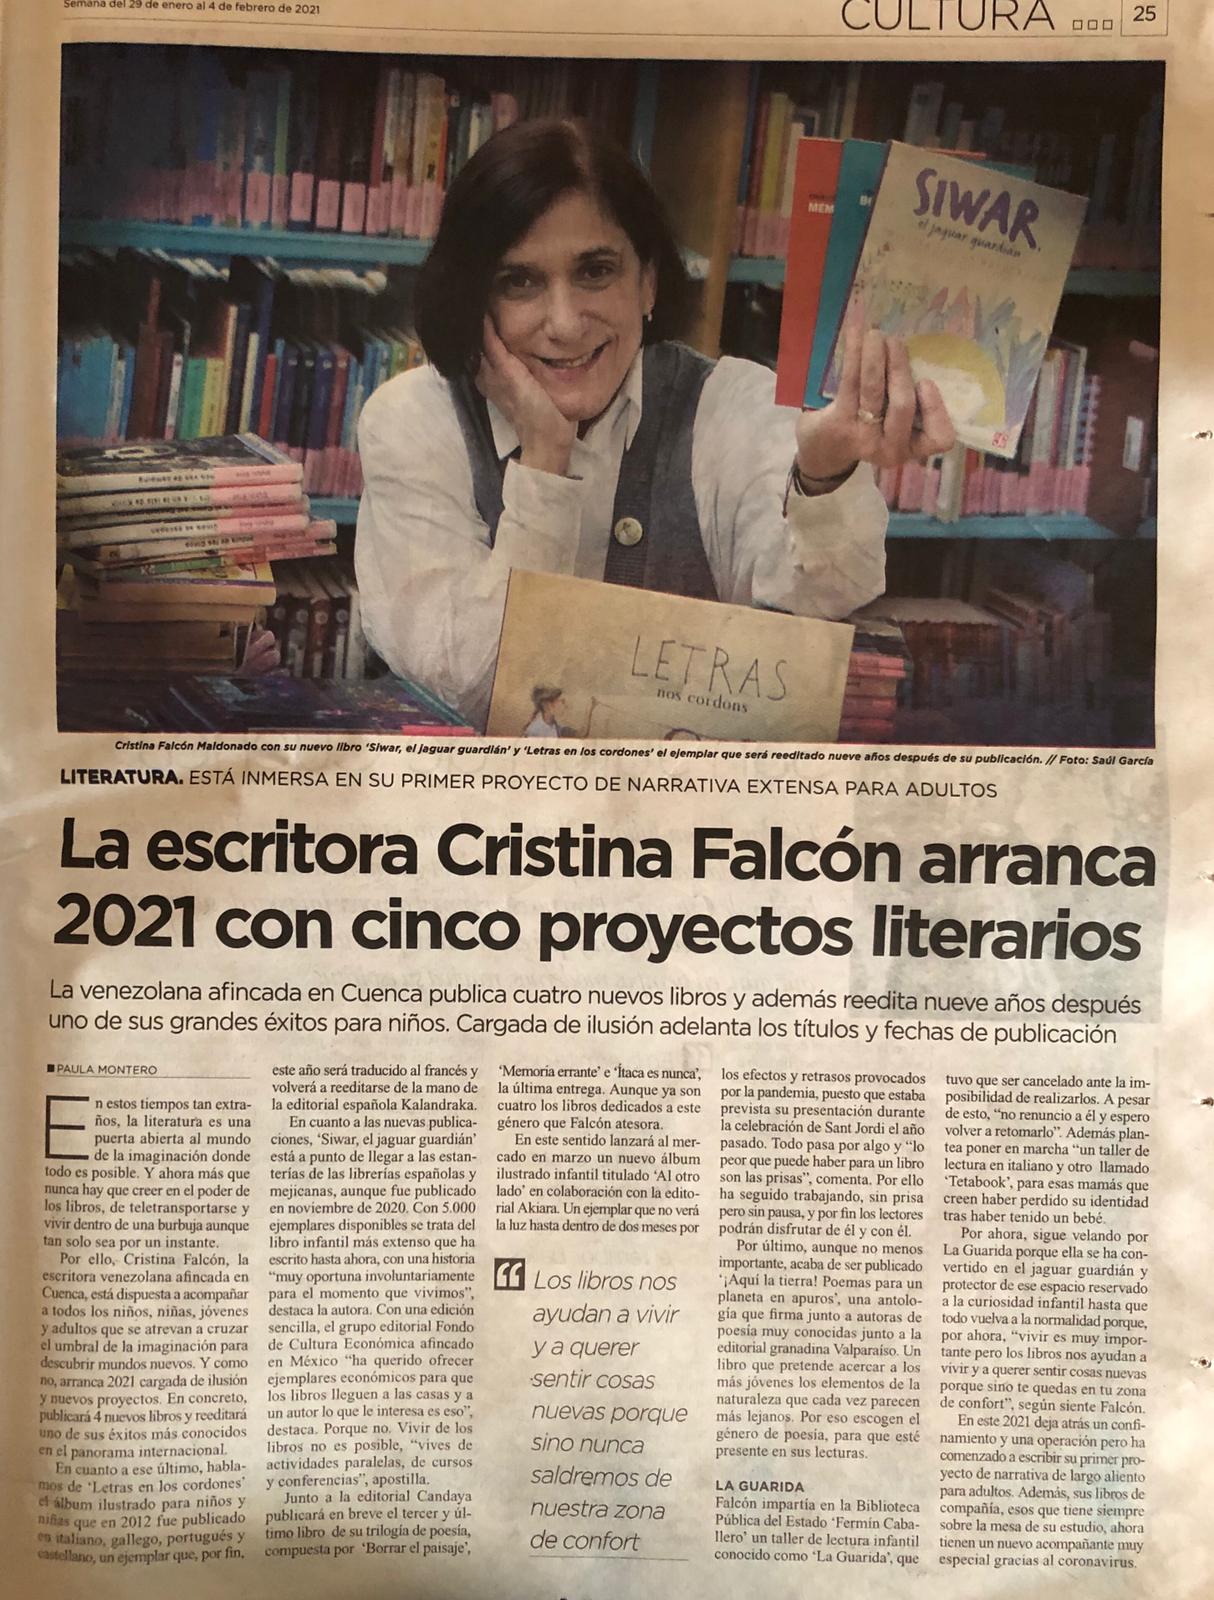 Semana del 29 de enero al 4 de febrero de 2021
CULTURA
25
SIWAR,
el jaguar guardián
MEM
LETRAS
nos cordons
Cristina Falcón Maldonado con su nuevo libro ‘Siwar, el jaguar guardián’ y ‘Letras en los cordones’ el ejemplar que será reeditado nueve años después de su publicación. // Foto: Saúl García
LITERATURA. ESTÁ INMERSA EN SU PRIMER PROYECTO DE NARRATIVA EXTENSA PARA ADULTOS
La escritora Cristina Falcón arranca
2021 con cinco proyectos literarios
La venezolana afincada en Cuenca publica cuatro nuevos libros y además reedita nueve años después
uno de sus grandes éxitos para niños. Cargada de ilusión adelanta los títulos y fechas de publicación
PAULA MONTERO
En estos tiempos tan extra-
ños, la literatura es una
puerta abierta al mundo
de la imaginación donde
todo es posible. Y ahora más que
nunca hay que creer en el poder de
los libros, de teletransportarse y
vivir dentro de una burbuja aunque
tan solo sea por un instante.
Por ello, Cristina Falcón, la
escritora venezolana afincada en
Cuenca, está dispuesta a acompañar
a todos los niños, niñas, jóvenes
y adultos que se atrevan a cruzar
el umbral de la imaginación para
descubrir mundos nuevos. Y como
no, arranca 2021 cargada de ilusión
y nuevos proyectos. En concreto,
publicará 4 nuevos libros y reeditará
uno de sus éxitos más conocidos
en el panorama internacional.
En cuanto a ese último, habla-
mos de ‘Letras en los cordones’
el álbum ilustrado para niños y
niñas que en 2012 fue publicado
en italiano, gallego, portugués y
castellano, un ejemplar que, por fin,
este año será traducido al francés y
volverá a reeditarse de la mano de
la editorial española Kalandraka.
En cuanto a las nuevas publica-
ciones, ‘Siwar, el jaguar guardián’
está a punto de llegar a las estan-
terías de las librerías españolas y
mejicanas, aunque fue publicado
en noviembre de 2020. Con 5.000
ejemplares disponibles se trata del
libro infantil más extenso que ha
escrito hasta ahora, con una historia
“muy oportuna involuntariamente
para el momento que vivimos”,
destaca la autora. Con una edición
sencilla, el grupo editorial Fondo
de Cultura Económica afincado
en México “ha querido ofrecer
ejemplares económicos para que
los libros lleguen a las casas y a
un autor lo que le interesa es eso”,
destaca. Porque no. Vivir de los
libros no es posible, “vives de
actividades paralelas, de cursos
y conferencias”, apostilla.
Junto a la editorial Candaya
publicará en breve el tercer y úl-
timo libro de su trilogía de poesía,
compuesta por ‘Borrar el paisaje’,
‘Memoria errante’ e ‘Ítaca es nunca’,
la última entrega. Aunque ya son
cuatro los libros dedicados a este
género que Falcón atesora.
En este sentido lanzará al mer-
cado en marzo un nuevo álbum
ilustrado infantil titulado ‘Al otro
lado’ en colaboración con la edito-
rial Akiara. Un ejemplar que no verá
la luz hasta dentro de dos meses por
Los libros nos
ayudan a vivir
y a querer
sentir cosas
nuevas porque
sino nunca
saldremos de
nuestra zona
de confort
los efectos y retrasos provocados
por la pandemia, puesto que estaba
prevista su presentación durante
la celebración de Sant Jordi el año
pasado. Todo pasa por algo y “lo
peor que puede haber para un libro
son las prisas”, comenta. Por ello
ha seguido trabajando, sin prisa
pero sin pausa, y por fin los lectores
podrán disfrutar de él y con él.
Por último, aunque no menos
importante, acaba de ser publicado
‘¡Aquí la tierra! Poemas para un
planeta en apuros’, una antolo-
gía que firma junto a autoras de
poesía muy conocidas junto a la
editorial granadina Valparaíso. Un
libro que pretende acercar a los
más jóvenes los elementos de la
naturaleza que cada vez parecen
más lejanos. Por eso escogen el
género de poesía, para que esté
presente en sus lecturas.
LA GUARIDA
Falcón impartía en la Biblioteca
Pública del Estado ‘Fermín Caba-
llero’ un taller de lectura infantil
conocido como ‘La Guarida’, que
tuvo que ser cancelado ante la im-
posibilidad de realizarlos. A pesar
de esto, “no renuncio a él y espero
volver a retomarlo”. Además plan-
tea poner en marcha “un taller de
lectura en italiano y otro llamado
‘Tetabook’, para esas mamás que
creen haber perdido su identidad
tras haber tenido un bebé.
Por ahora, sigue velando por
La Guarida porque ella se ha con-
vertido en el jaguar guardián y
protector de ese espacio reservado
a la curiosidad infantil hasta que
todo vuelva a la normalidad porque,
por ahora, “vivir es muy impor-
tante pero los libros nos ayudan a
vivir y a querer sentir cosas nuevas
porque sino te quedas en tu zona
de confort”, según siente Falcón.
En este 2021 deja atrás un confi-
namiento y una operación pero ha
comenzado a escribir su primer pro-
yecto de narrativa de largo aliento
para adultos. Además, sus libros de
compañía, esos que tiene siempre
sobre la mesa de su estudio, ahora
tienen un nuevo acompañante muy
especial gracias al coronavirus.